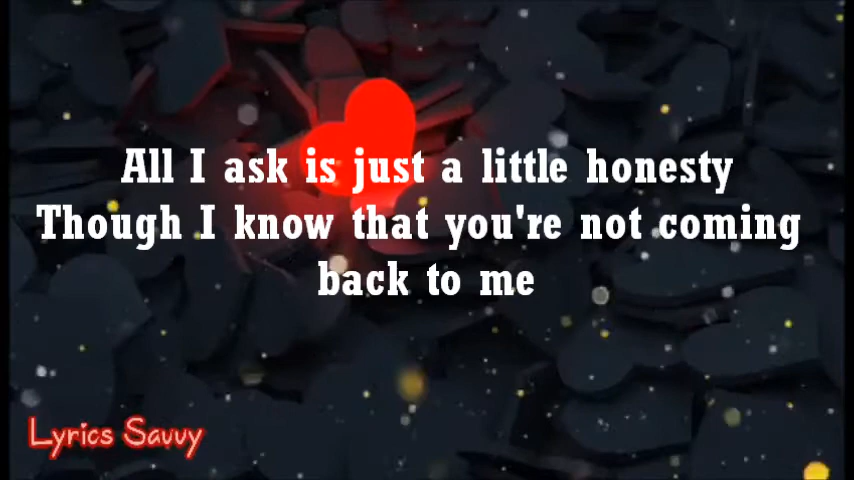 All I ask is just a little honesty
Though I know that you're not coming
back to me
Lyrics Savvy